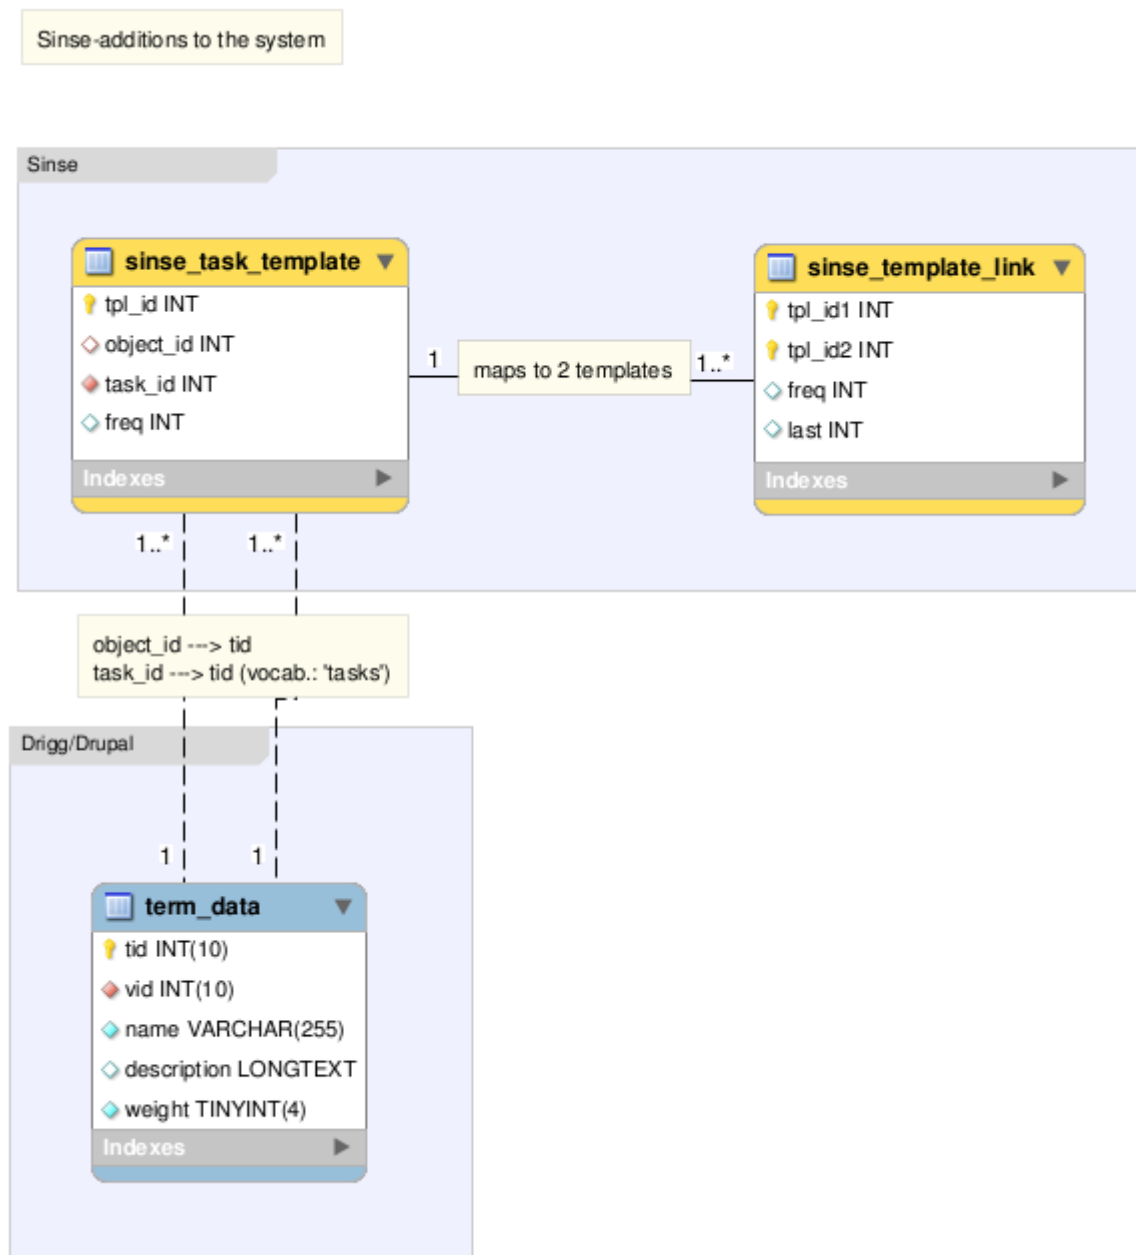 Sinse-additions to the system
Sinse
sinse_task_template
tpl_id INT
object_id INT
task_id INT
freq INT
Indexes
1
maps to 2 templates
1..*
sinse_template_link
tpl_id1 INT
tpl_id2 INT
freq INT
last INT
Indexes
1..*
1..*
object_id ---> tid
task_id ---> tid (vocab.: 'tasks')
Drigg/Drupal
1
1
term_data
tid INT(10)
vid INT(10)
name VARCHAR(255)
description LONGTEXT
weight TINYINT(4)
Indexes